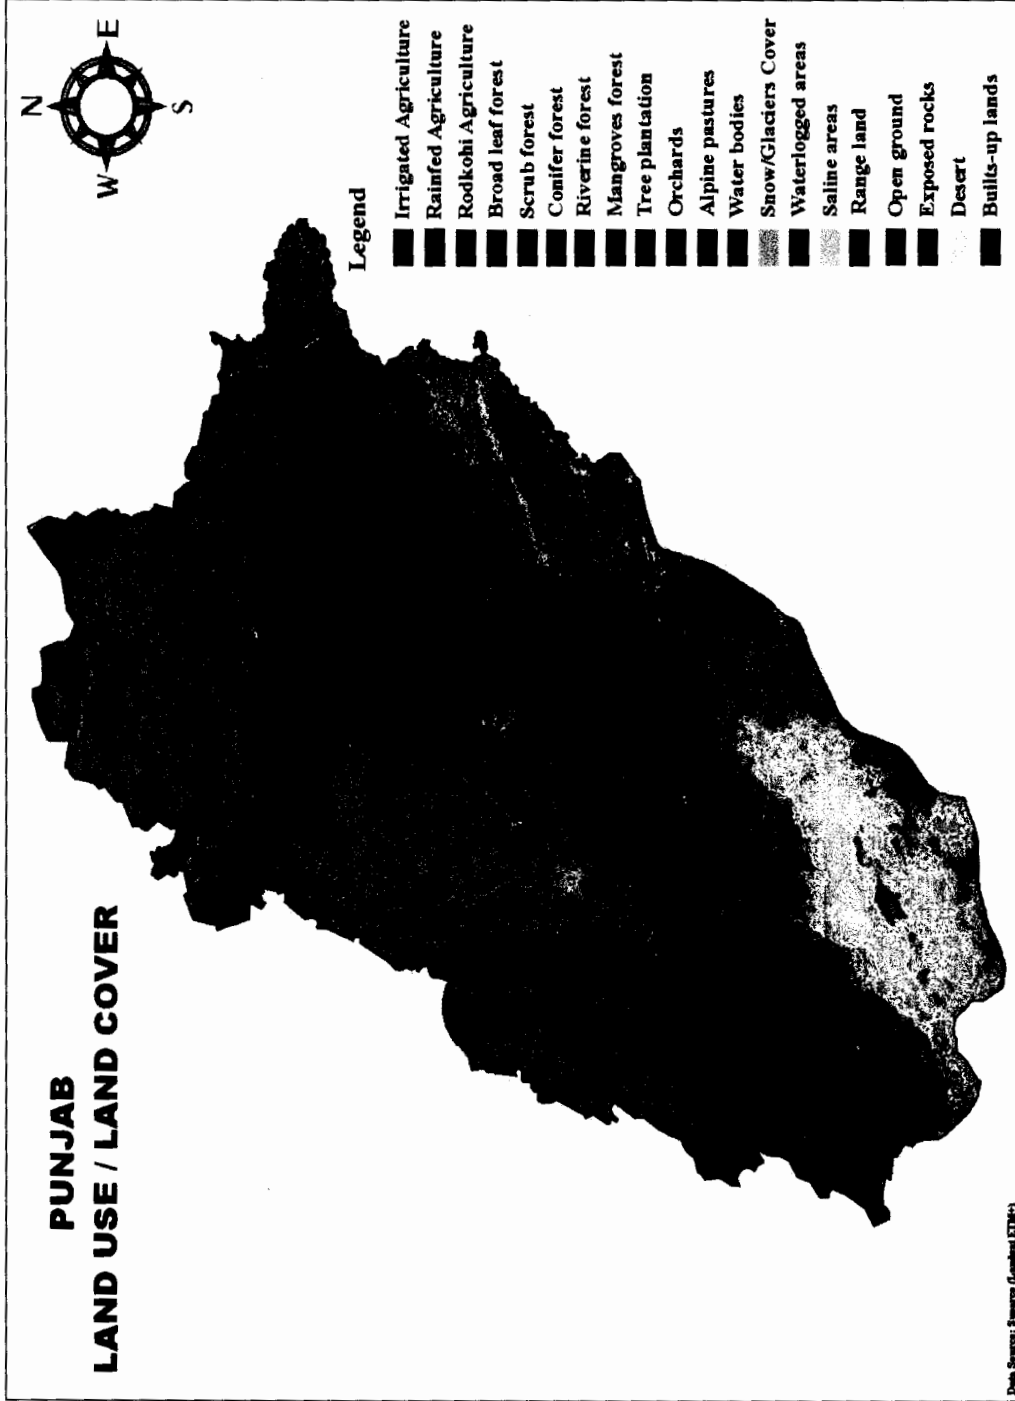 PUNJAB
LAND USE / LAND COVER
N
W
E
S
Legend
Irrigated Agriculture
Rainfed Agriculture
Rodkohi Agriculture
Broad leaf forest
Scrub forest
Conifer forest
Riverine forest
Mangroves forest
Tree plantation
Orchards
Alpine pastures
Water bodies
Snow/Glaciers Cover
Waterlogged areas
Saline areas
Range land
Open ground
Exposed rocks
Desert
Builts-up lands
Data Source: